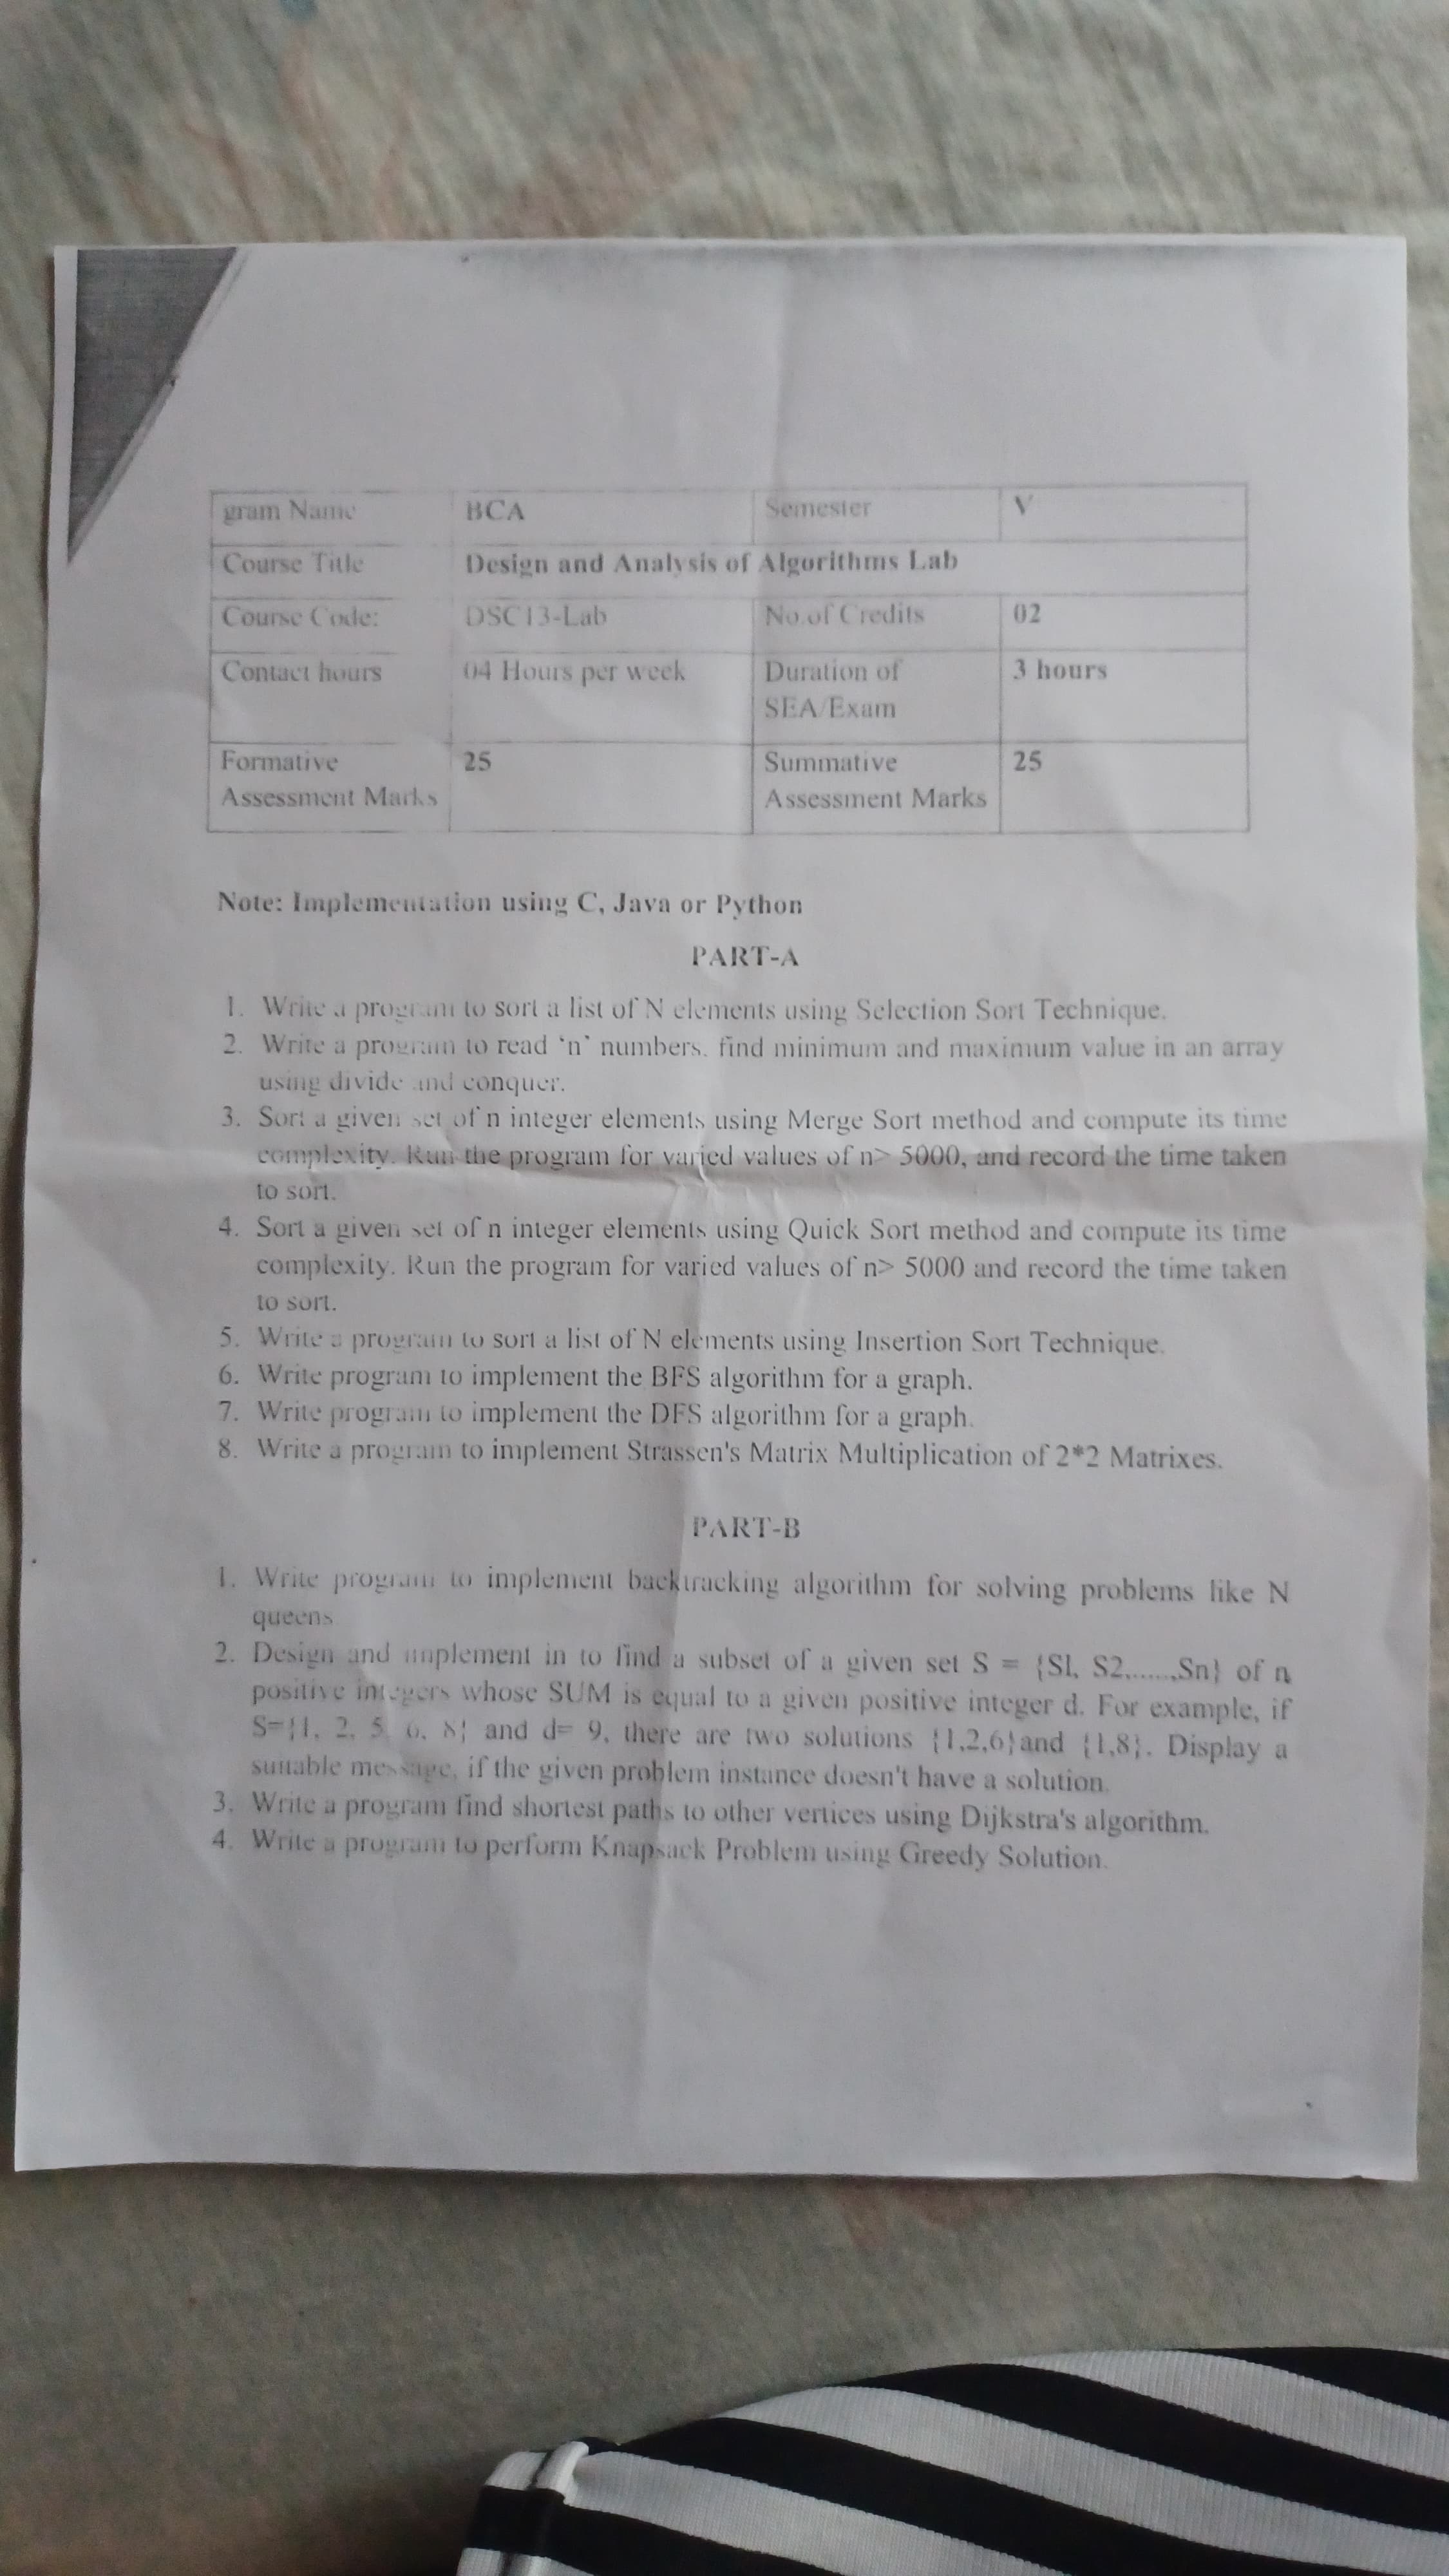 gram Name BCA Semester V
Course Title Design and Analysis of Algorithms Lab
Course Code: DSC13-Lab No.of Credits 02
Contact hours 04 Hours per week Duration of 3 hours
SEA/Exam
Formative 25 Summative 25
Assessment Marks Assessment Marks
Note: Implementation using C, Java or Python
PART-A
1. Write a program to sort a list of N elements using Selection Sort Technique.
2. Write a program to read ‘n’ numbers. find minimum and maximum value in an array
using divide and conquer.
3. Sort a given set of n integer elements using Merge Sort method and compute its time
complexity. Run the program for varied values of n> 5000, and record the time taken
to sort.
4. Sort a given set of n integer elements using Quick Sort method and compute its time
complexity. Run the program for varied values of n> 5000 and record the time taken
to sort.
5. Write a program to sort a list of N elements using Insertion Sort Technique.
6. Write program to implement the BFS algorithm for a graph.
7. Write program to implement the DFS algorithm for a graph.
8. Write a program to implement Strassen's Matrix Multiplication of 2*2 Matrixes.
PART-B
1. Write program to implement backtracking algorithm for solving problems like N
queens
2. Design and implement in to find a subset of a given set S = {Sl, S2,.....,Sn} of n
positive integers whose SUM is equal to a given positive integer d. For example, if
S={1, 2, 5, 6, 8} and d= 9, there are two solutions {1,2,6}and {1,8}. Display a
suitable message, if the given problem instance doesn't have a solution.
3. Write a program find shortest paths to other vertices using Dijkstra's algorithm.
4. Write a program to perform Knapsack Problem using Greedy Solution.